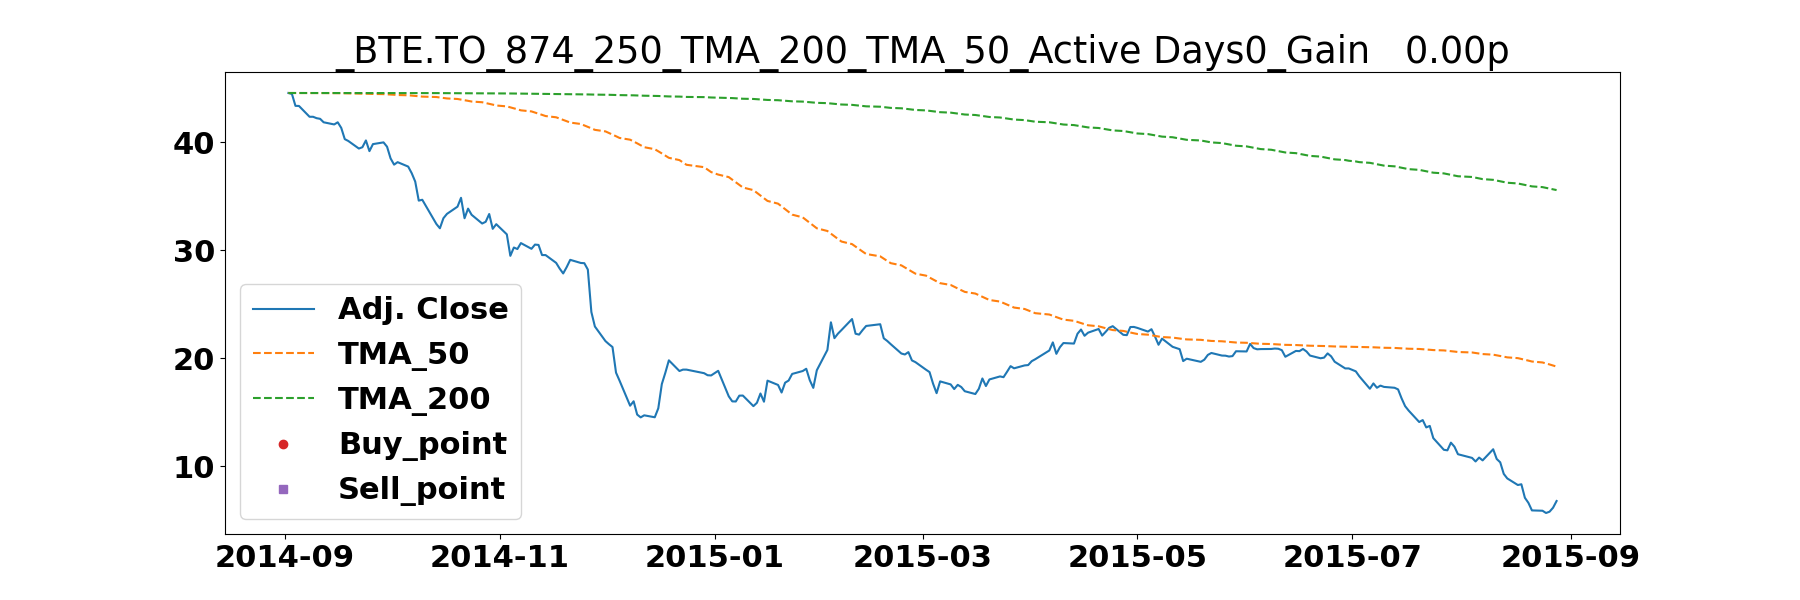 _BTE.TO_874_250_TMA_200_TMA_50_Active Days0_Gain   0.00p
40
30
20
10
Adj. Close
TMA_50
TMA_200
Buy_point
Sell_point
2014-09 2014-11 2015-01 2015-03 2015-05 2015-07 2015-09